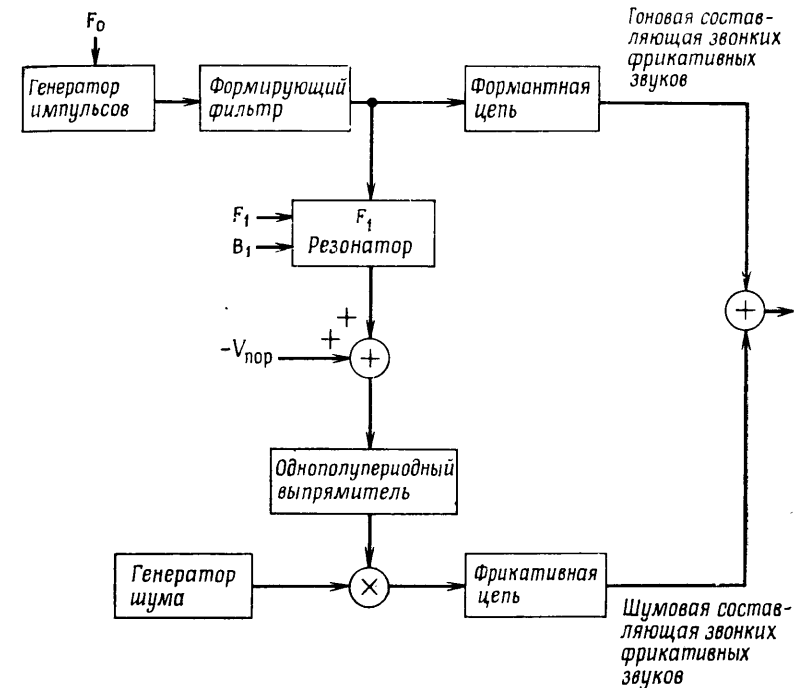 F₀
Гоновая состав-
ляющая звонких
фрикативных
звуков
Генератор
импульсов
Формирующий
фильтр
Формантная
цепь
F₁
B₁
F₁
Резонатор
+
+
-Vпор
+
+
Однополупериодный
выпрямитель
Генератор
шума
×
Фрикативная
цепь
Шумовая состав-
ляющая звонких
фрикативных
звуков